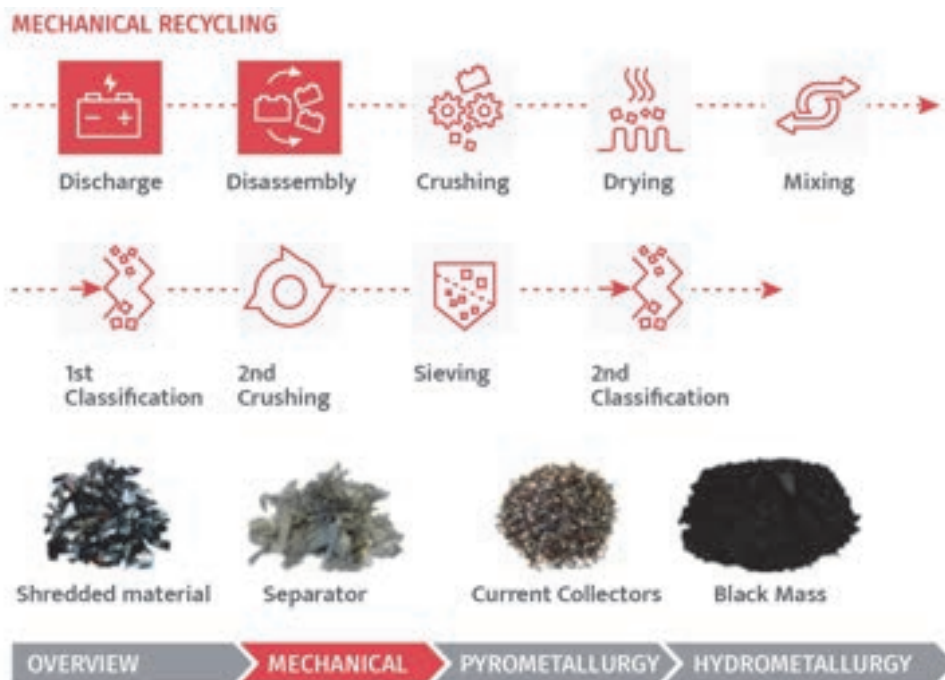 MECHANICAL RECYCLING
Discharge
Disassembly
Crushing
Drying
Mixing
1st
Classification
2nd
Crushing
Sieving
2nd
Classification
Shredded material
Separator
Current Collectors
Black Mass
OVERVIEW
MECHANICAL
PYROMETALLURGY
HYDROMETALLURGY